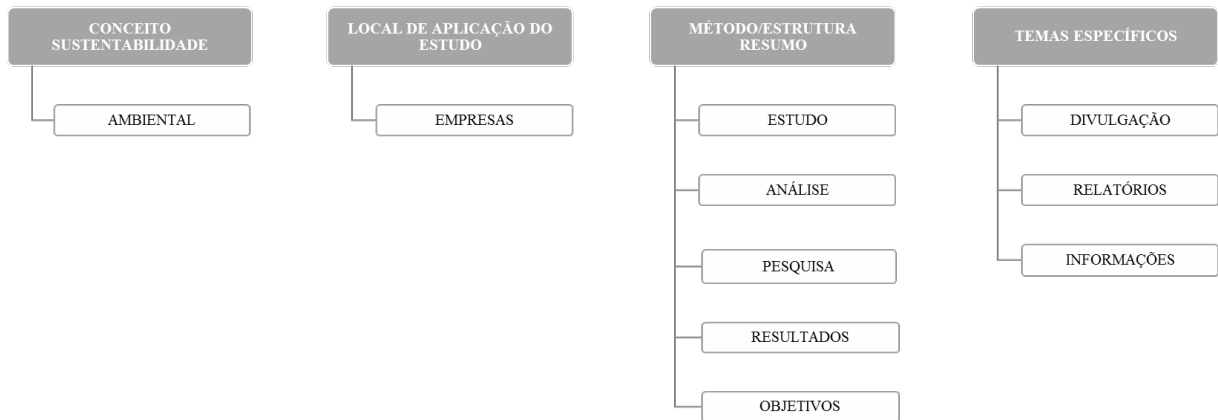 CONCEITO
SUSTENTABILIDADE
AMBIENTAL
LOCAL DE APLICAÇÃO DO
ESTUDO
EMPRESAS
MÉTODO/ESTRUTURA
RESUMO
ESTUDO
ANÁLISE
PESQUISA
RESULTADOS
OBJETIVOS
TEMAS ESPECÍFICOS
DIVULGAÇÃO
RELATÓRIOS
INFORMAÇÕES